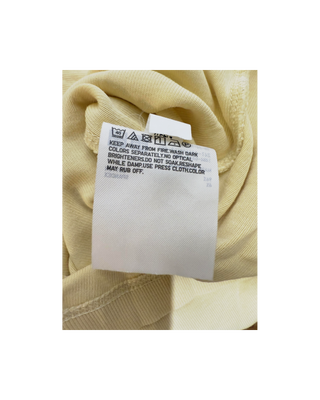 KEEP AWAY FROM FIRE.WASH DARK
COLORS SEPARATELY.NO OPTICAL
BRIGHTENERS.DO NOT SOAK.RESHAPE
WHILE DAMP.USE PRESS CLOTH.COLOR
MAY RUB OFF.